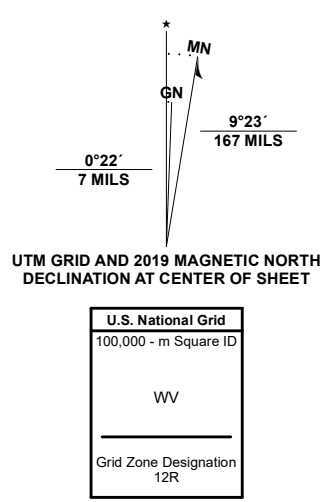 ★
MN
GN
9°23´
167 MILS
0°22´
7 MILS
UTM GRID AND 2019 MAGNETIC NORTH
DECLINATION AT CENTER OF SHEET
U.S. National Grid
100,000 - m Square ID
WV
Grid Zone Designation
12R